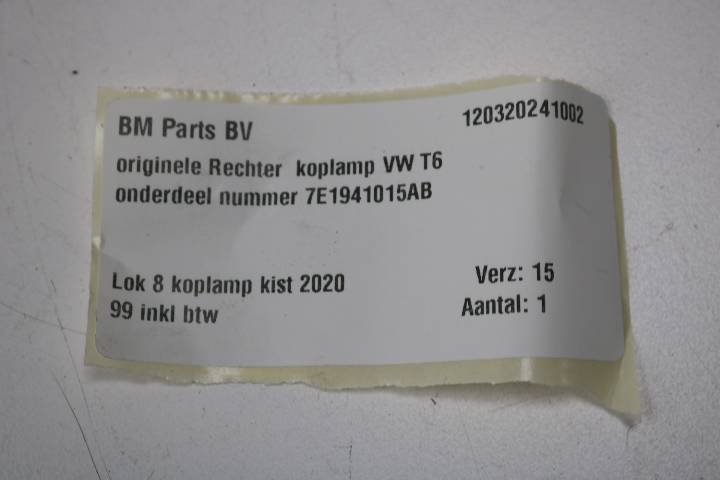 BM Parts BV
120320241002
originele Rechter koplamp VW T6
onderdeel nummer 7E1941015AB
Lok 8 koplamp kist 2020
Verz: 15
99 inkl btw
Aantal: 1